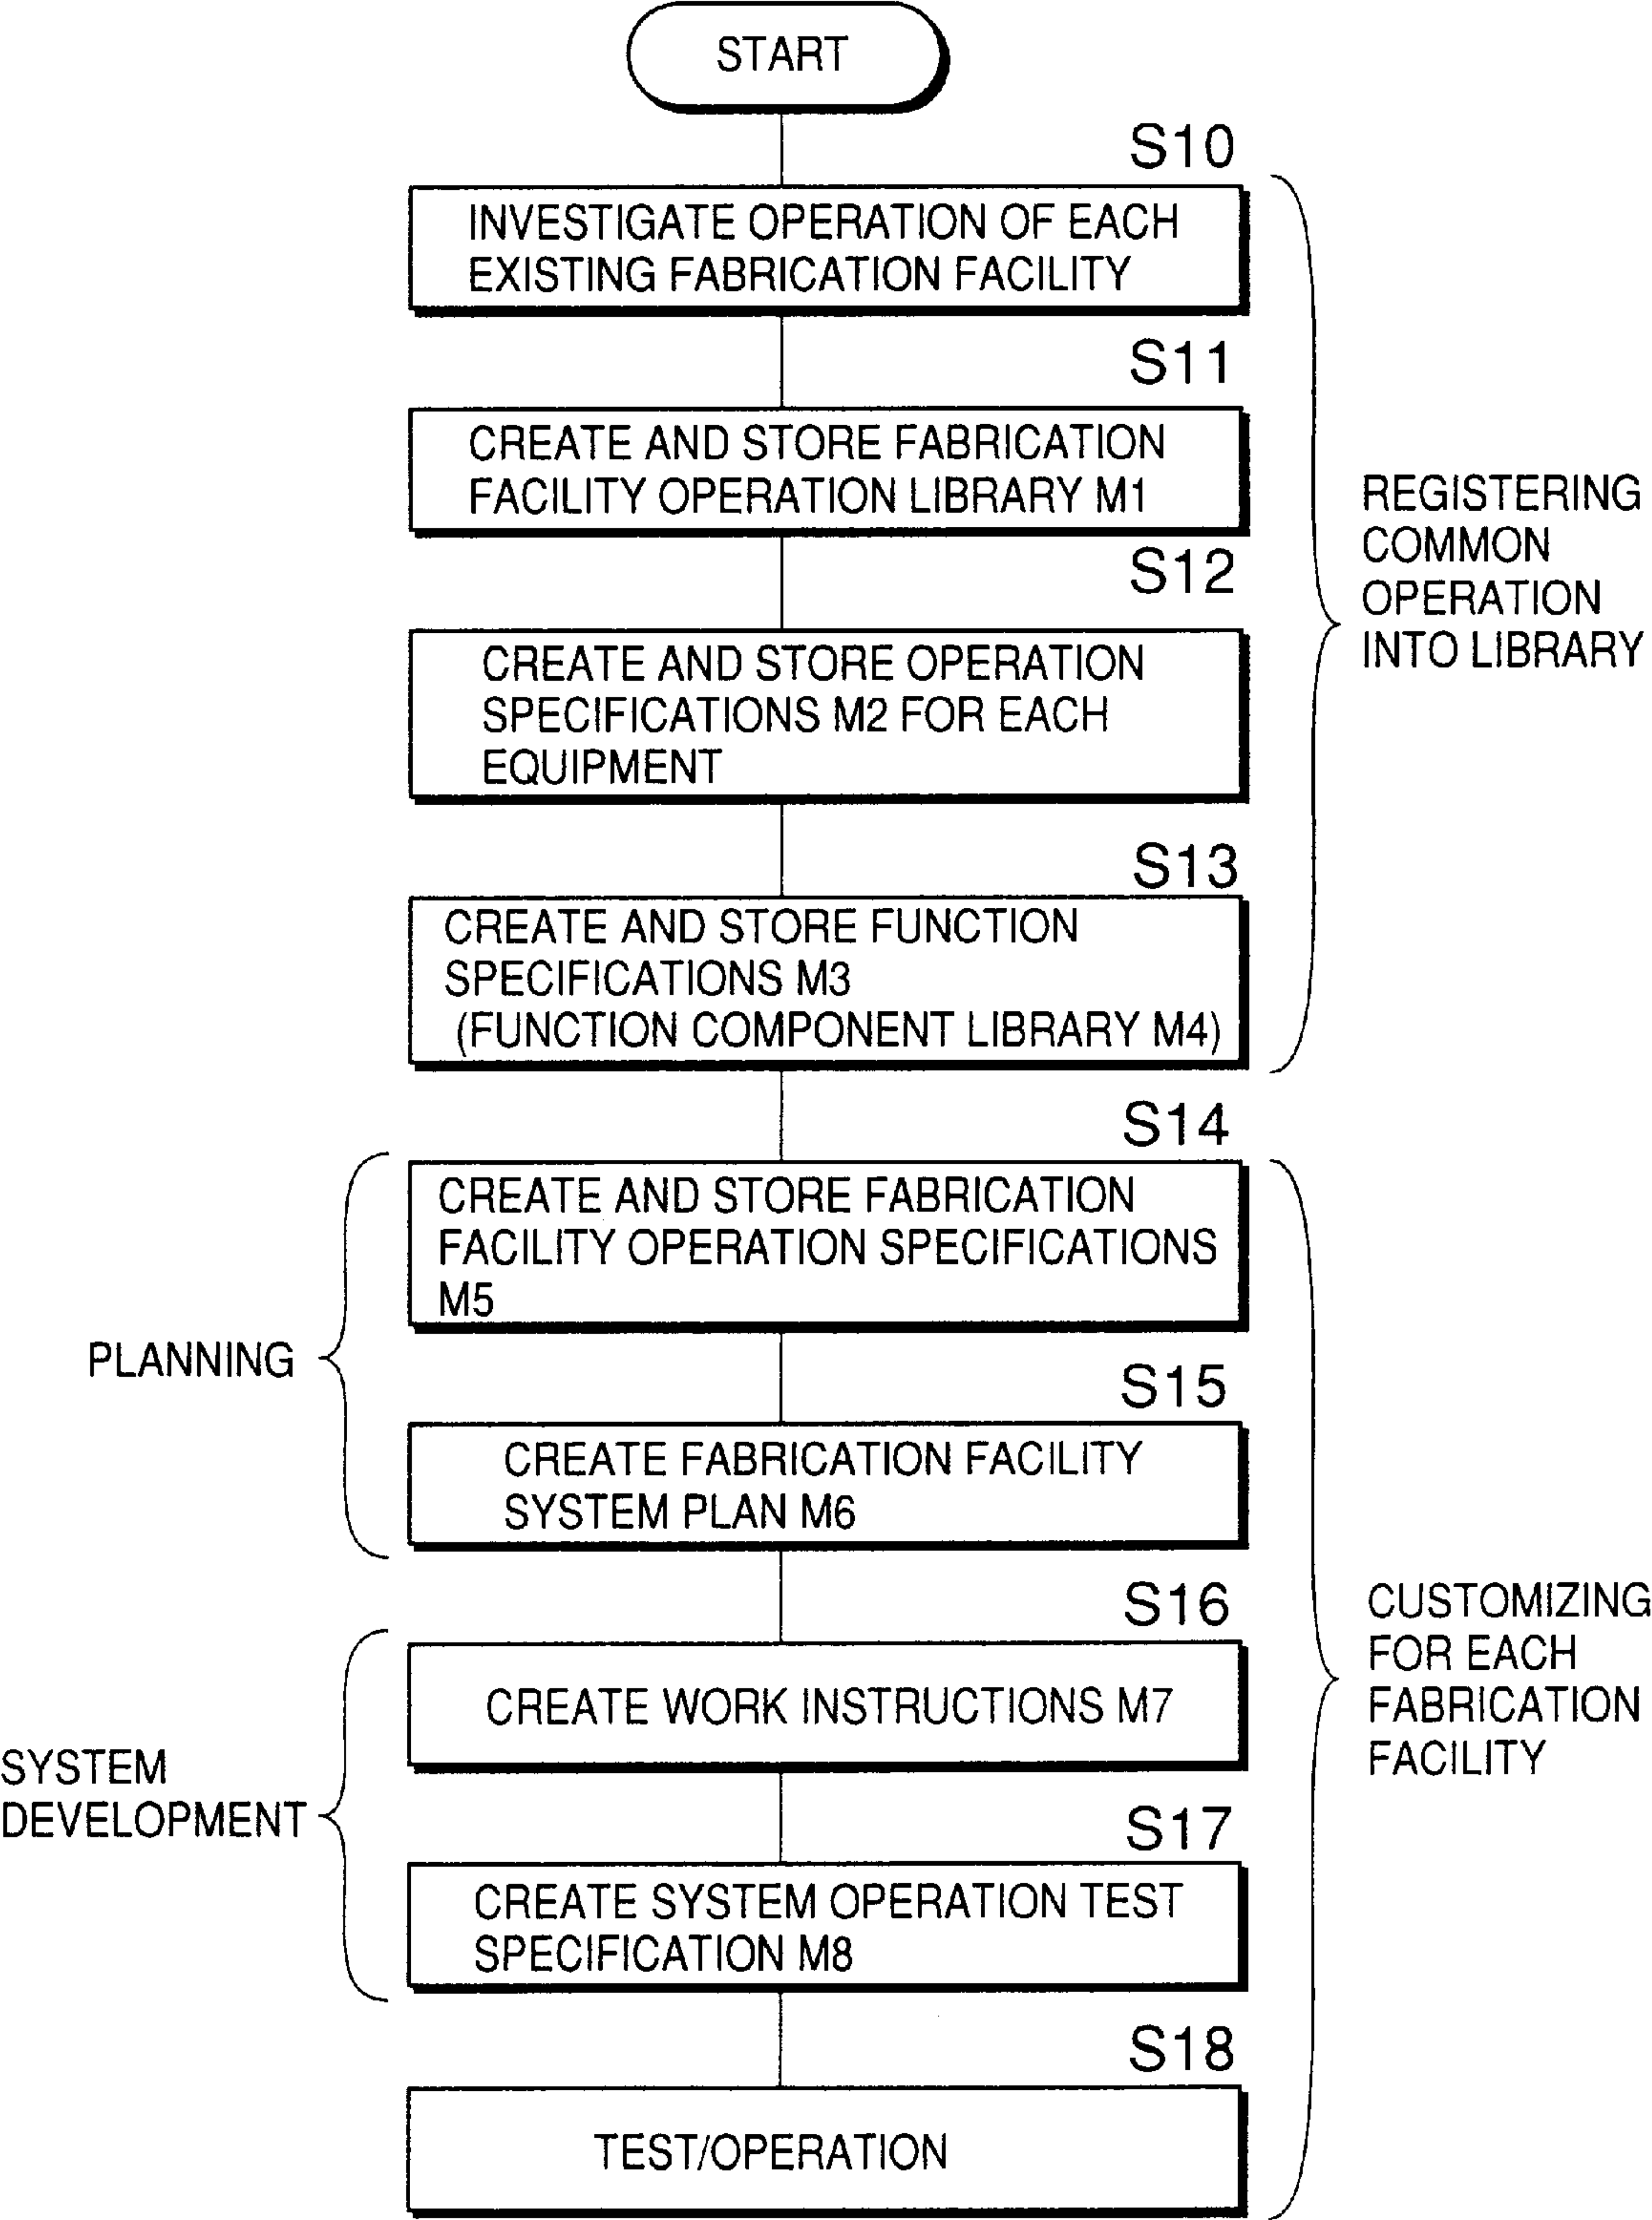 START
S10
INVESTIGATE OPERATION OF EACH
EXISTING FABRICATION FACILITY
S11
CREATE AND STORE FABRICATION
FACILITY OPERATION LIBRARY M1
S12
CREATE AND STORE OPERATION
SPECIFICATIONS M2 FOR EACH
EQUIPMENT
S13
CREATE AND STORE FUNCTION
SPECIFICATIONS M3
(FUNCTION COMPONENT LIBRARY M4)
REGISTERING
COMMON
OPERATION
INTO LIBRARY
S14
CREATE AND STORE FABRICATION
FACILITY OPERATION SPECIFICATIONS
M5
PLANNING
S15
CREATE FABRICATION FACILITY
SYSTEM PLAN M6
S16
CREATE WORK INSTRUCTIONS M7
SYSTEM
DEVELOPMENT
S17
CREATE SYSTEM OPERATION TEST
SPECIFICATION M8
S18
TEST/OPERATION
CUSTOMIZING
FOR EACH
FABRICATION
FACILITY